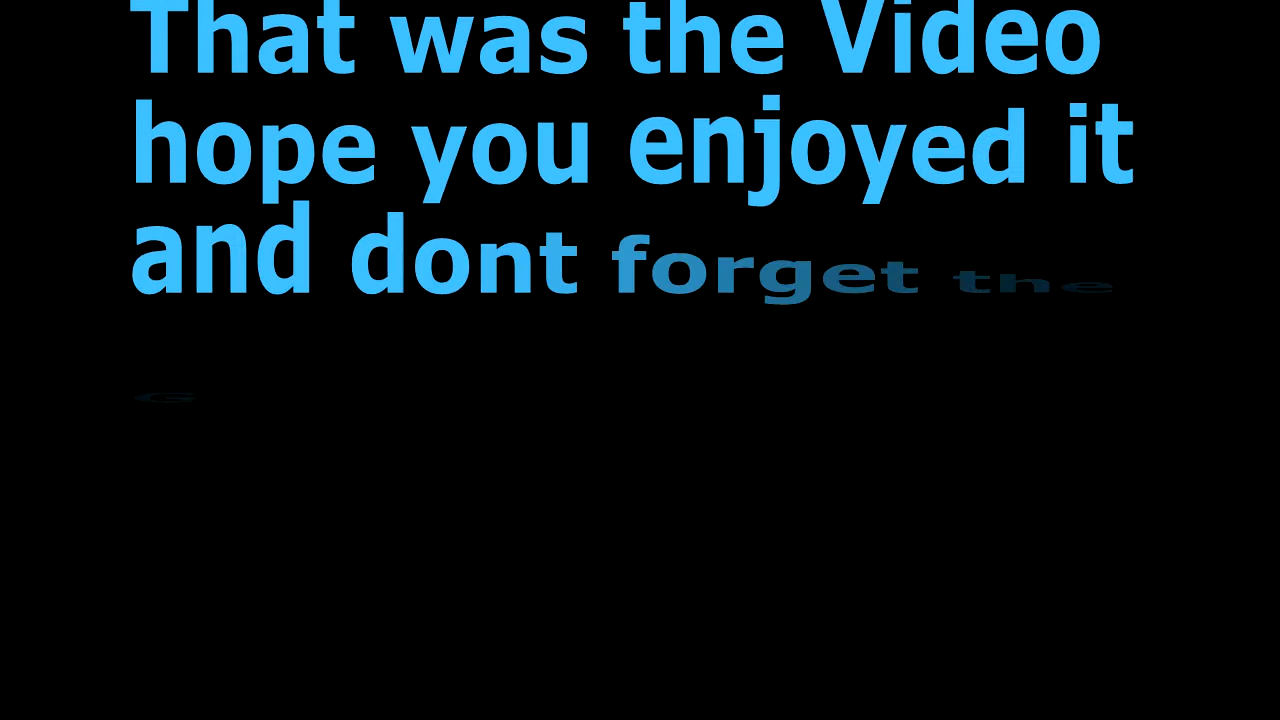 That was the Video
hope you enjoyed it
and dont forget the
G